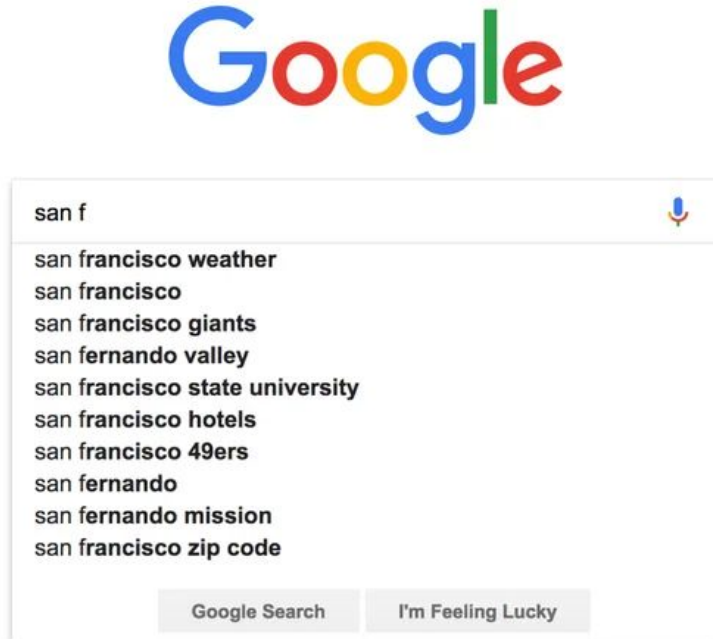 Google
san f
san francisco weather
san francisco
san francisco giants
san fernando valley
san francisco state university
san francisco hotels
san francisco 49ers
san fernando
san fernando mission
san francisco zip code
Google Search I'm Feeling Lucky